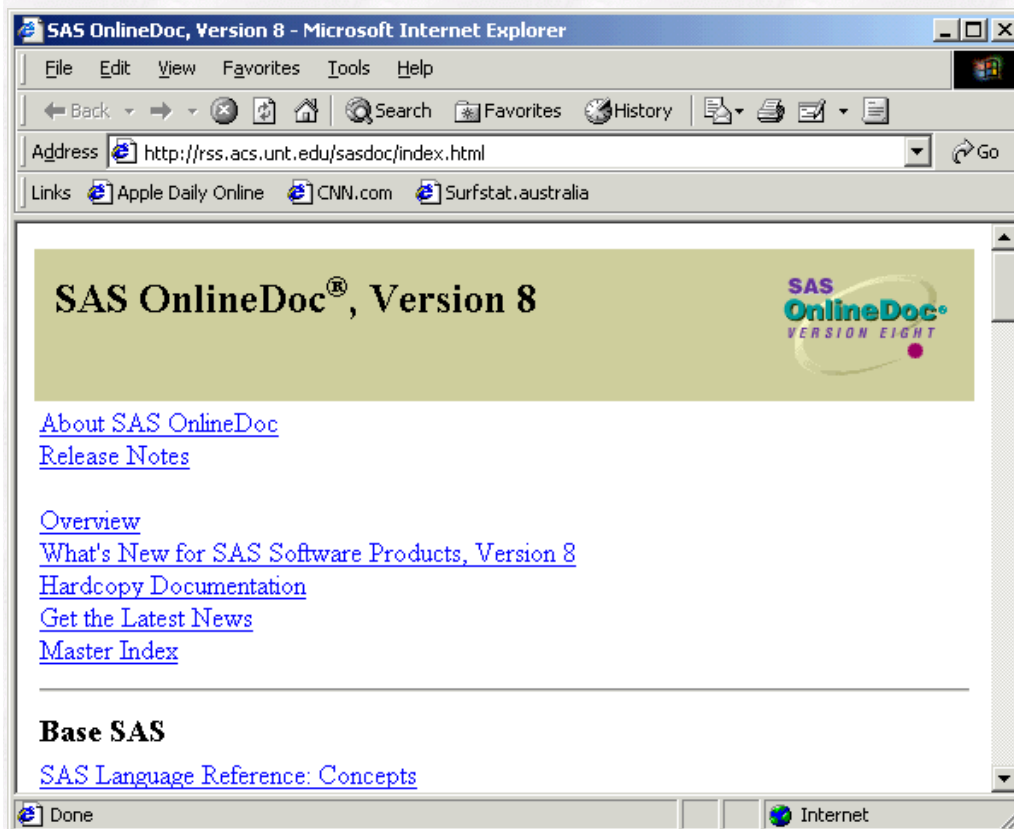 SAS OnlineDoc, Version 8 - Microsoft Internet Explorer
File Edit View Favorites Tools Help
Back Search Favorites History
Address http://rss.acs.unt.edu/sasdoc/index.html Go
Links Apple Daily Online CNN.com Surfstat.australia
SAS OnlineDoc®, Version 8
SAS
OnlineDoc®
VERSION EIGHT
About SAS OnlineDoc
Release Notes
Overview
What's New for SAS Software Products, Version 8
Hardcopy Documentation
Get the Latest News
Master Index
Base SAS
SAS Language Reference: Concepts
Done Internet